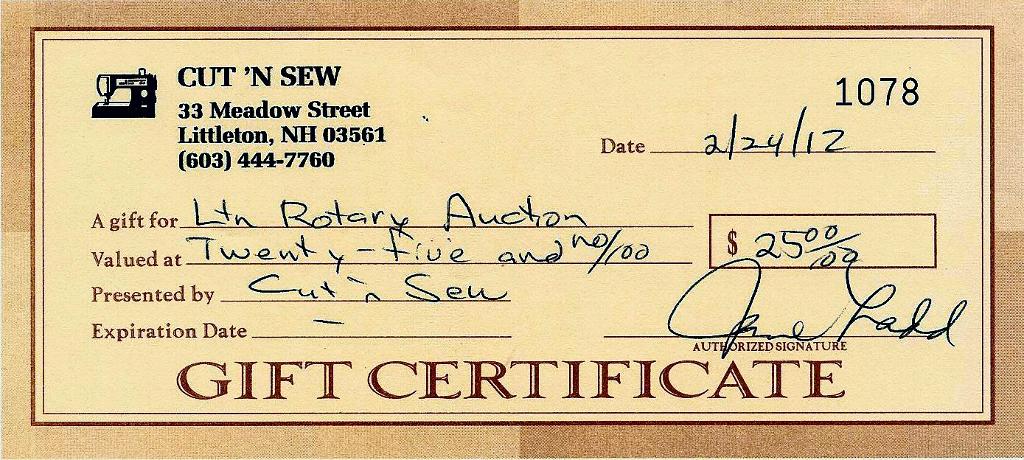 CUT 'N SEW
33 Meadow Street
Littleton, NH 03561
(603) 444-7760
1078
Date 2/24/12
A gift for Ltn Rotary Auction
Valued at Twenty-five and no/100
$ 25 00/00
Presented by Cut 'n Sew
Expiration Date —
Jane Ladd
AUTHORIZED SIGNATURE
GIFT CERTIFICATE